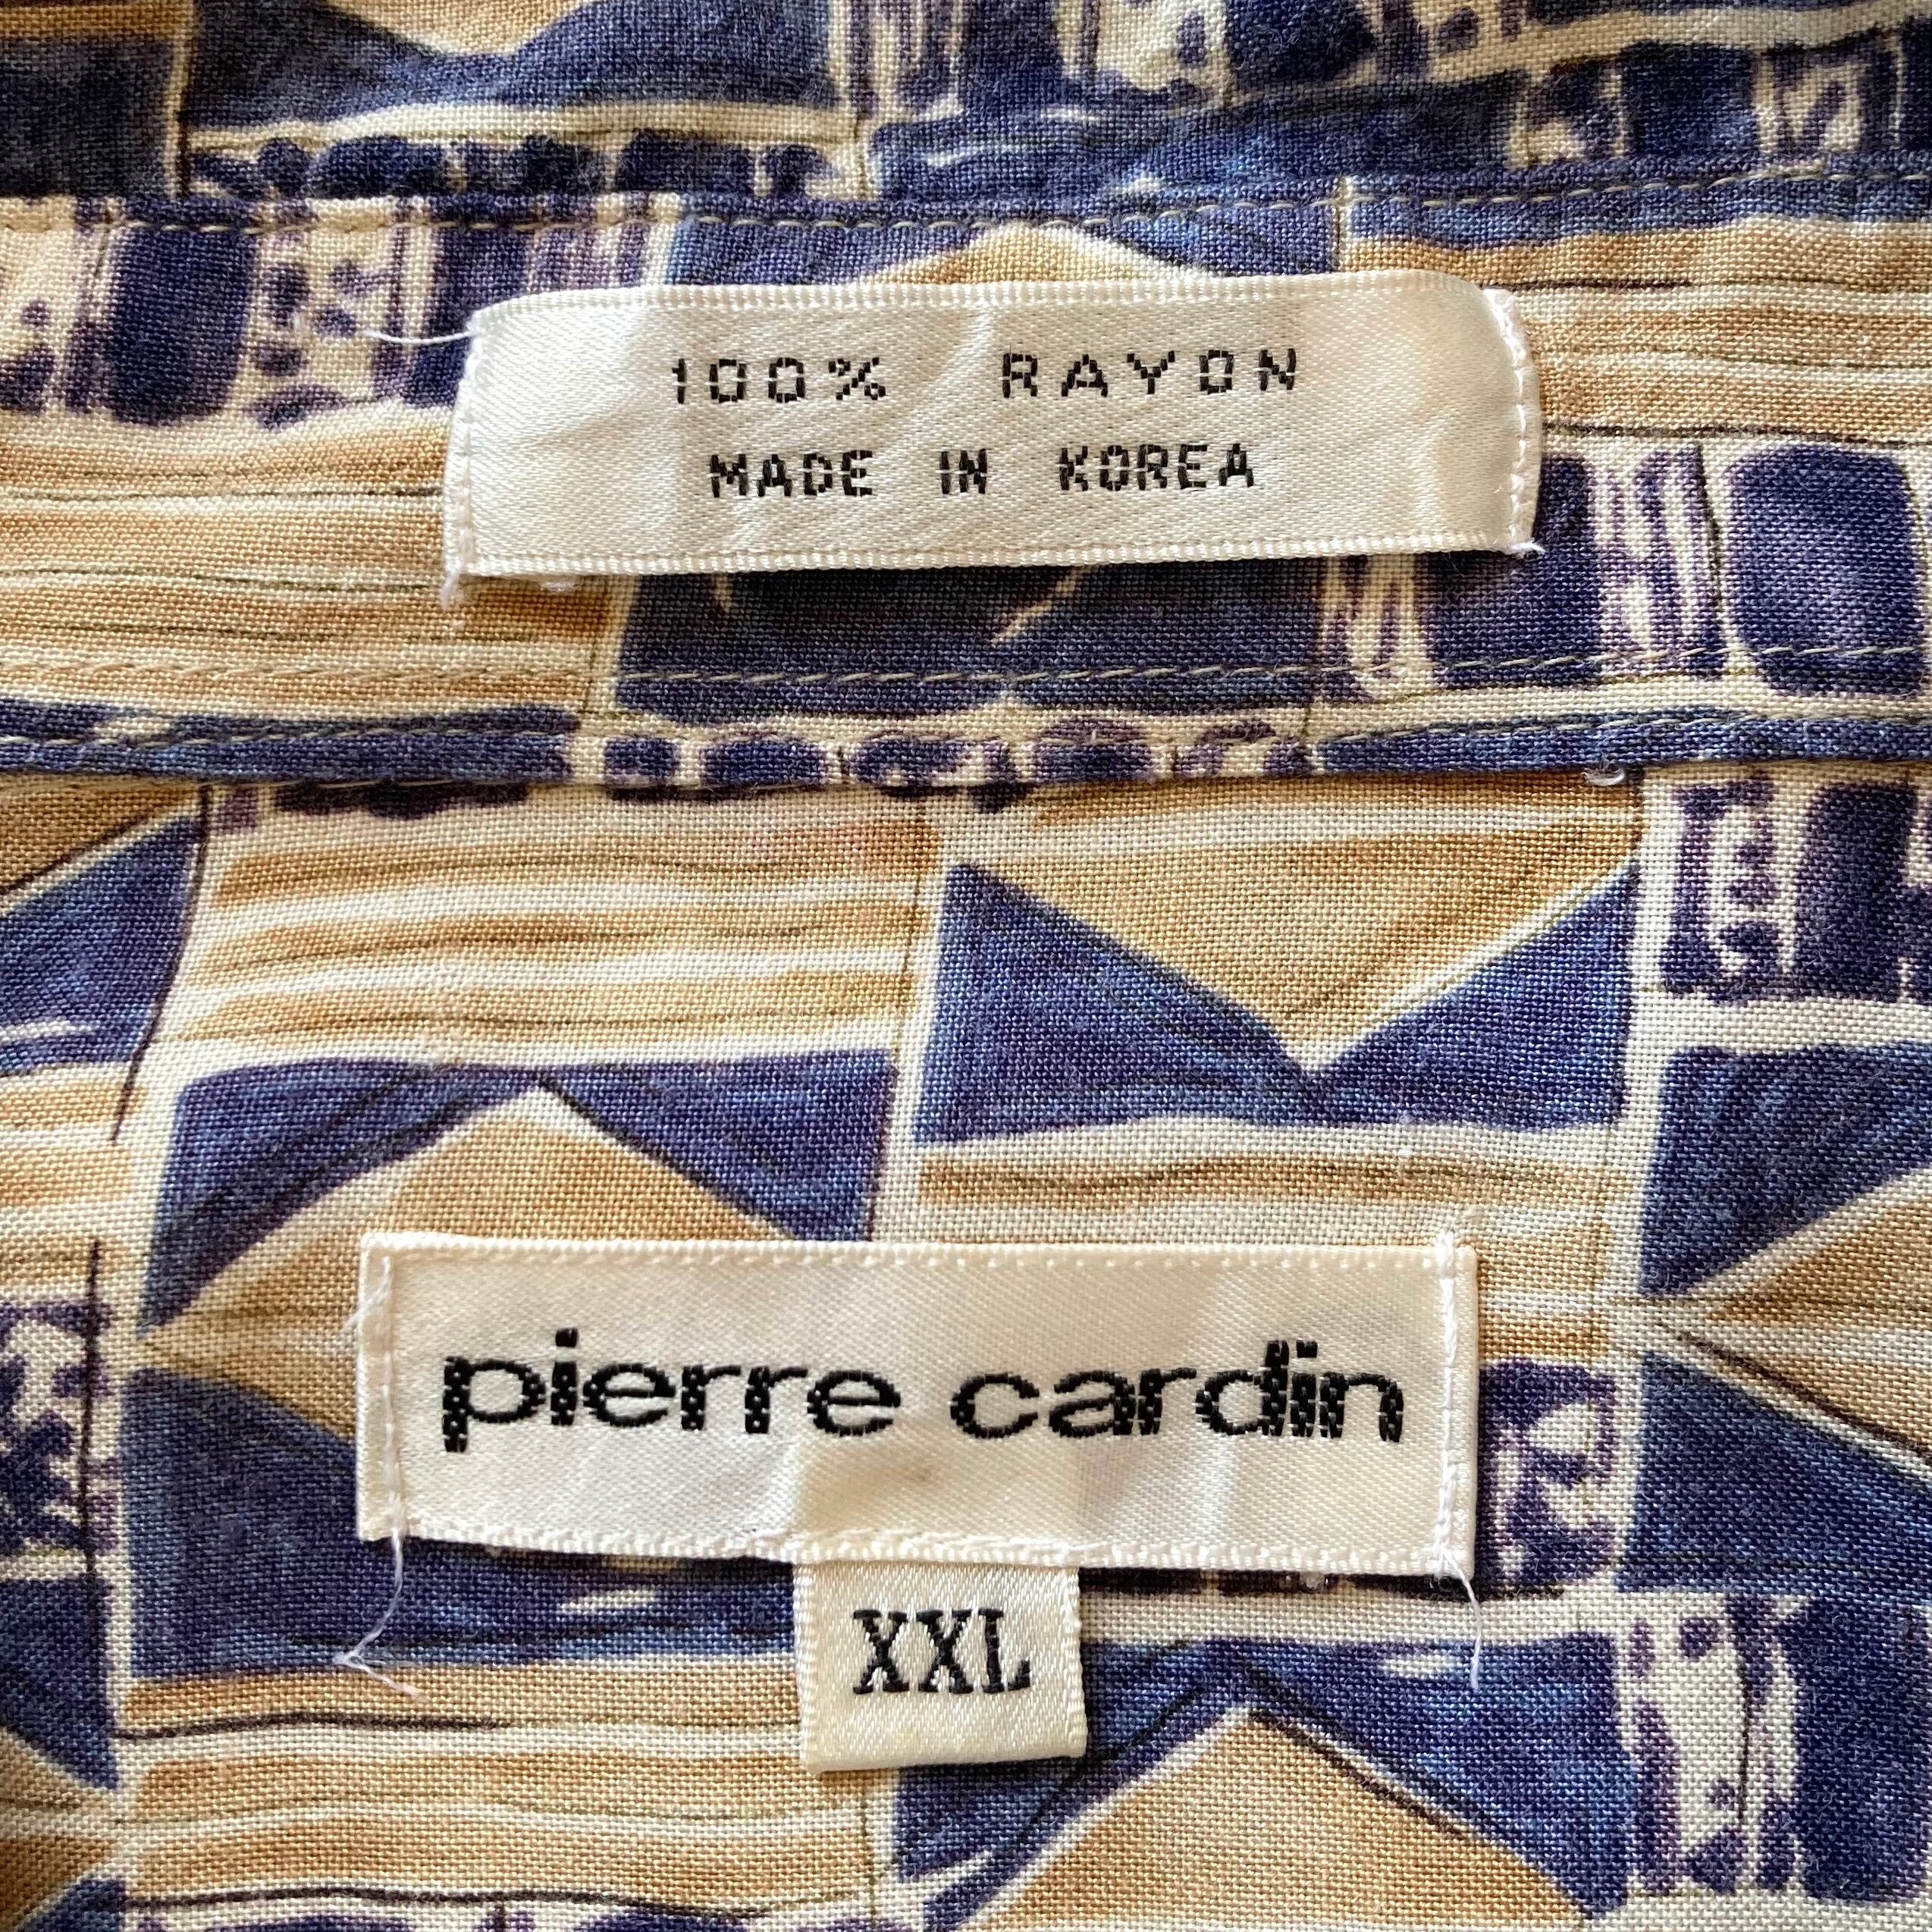 100% RAYON
MADE IN KOREA
pierre cardin
XXL